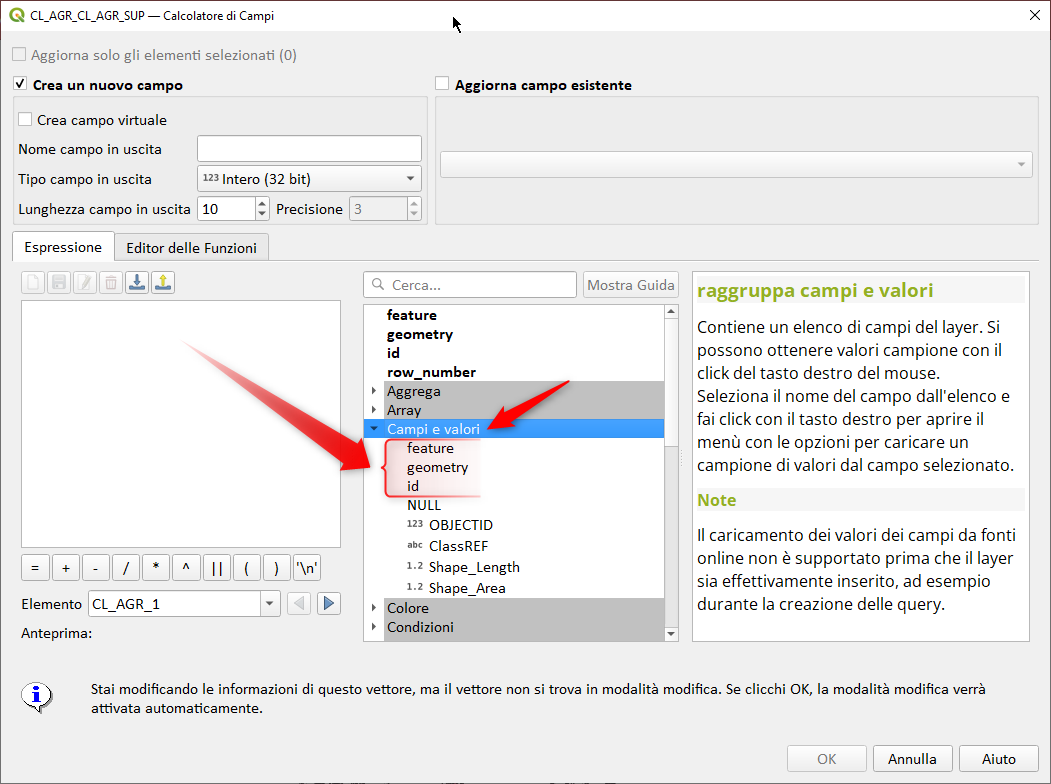 CL_AGR_CL_AGR_SUP — Calcolatore di Campi
Aggiorna solo gli elementi selezionati (0)
Crea un nuovo campo
Aggiorna campo esistente
Crea campo virtuale
Nome campo in uscita
Tipo campo in uscita
123 Intero (32 bit)
Lunghezza campo in uscita 10 Precisione 3
Espressione
Editor delle Funzioni
Cerca...
Mostra Guida
feature
geometry
id
row_number
Aggrega
Array
Campi e valori
feature
geometry
id
NULL
123 OBJECTID
abc ClassREF
1.2 Shape_Length
1.2 Shape_Area
Colore
Condizioni
= + - / * ^ || ( ) '\n'
Elemento CL_AGR_1
Anteprima:
raggruppa campi e valori
Contiene un elenco di campi del layer. Si
possono ottenere valori campione con il
click del tasto destro del mouse.
Seleziona il nome del campo dall'elenco e
fai click con il tasto destro per aprire il
menù con le opzioni per caricare un
campione di valori dal campo selezionato.
Note
Il caricamento dei valori dei campi da fonti
online non è supportato prima che il layer
sia effettivamente inserito, ad esempio
durante la creazione delle query.
Stai modificando le informazioni di questo vettore, ma il vettore non si trova in modalità modifica. Se clicchi OK, la modalità modifica verrà
attivata automaticamente.
OK
Annulla
Aiuto